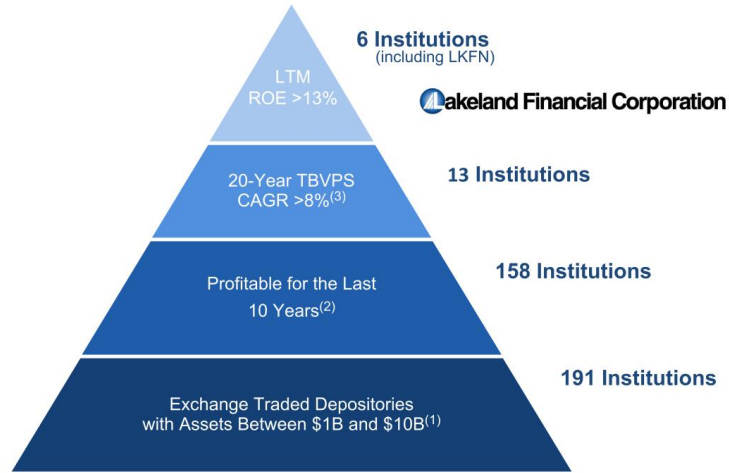 6 Institutions
(including LKFN)
LTM
ROE >13%
Lakeland Financial Corporation
20-Year TBVPS
CAGR >8%(3)
13 Institutions
Profitable for the Last
10 Years(2)
158 Institutions
Exchange Traded Depositories
with Assets Between $1B and $10B(1)
191 Institutions